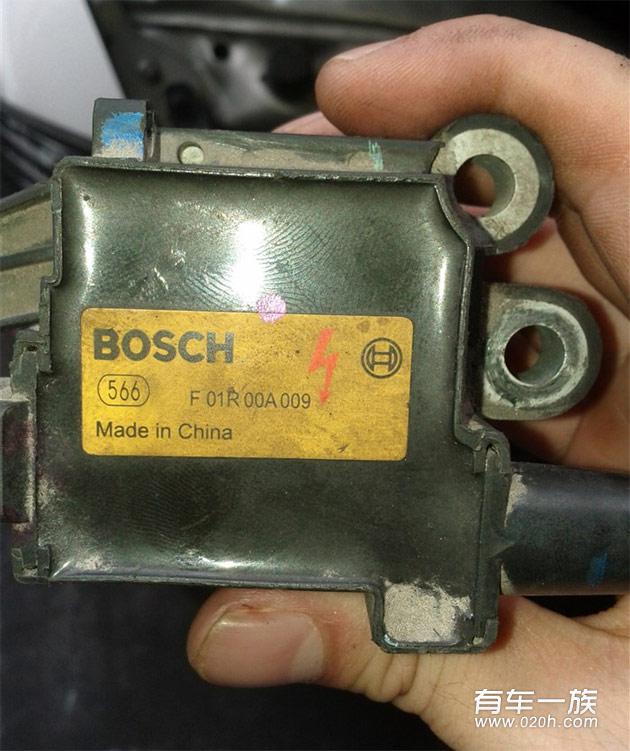 BOSCH
566 F 01R 00A 009
Made in China
有车一族
www.020h.com